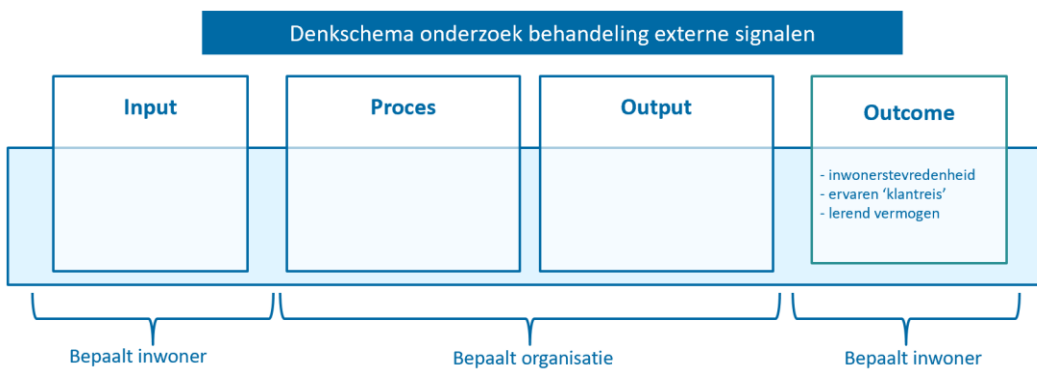 Denkschema onderzoek behandeling externe signalen
Input
Proces
Output
Outcome
- inwonerstevredenheid
- ervaren ‘klantreis’
- lerend vermogen
Bepaalt inwoner
Bepaalt organisatie
Bepaalt inwoner